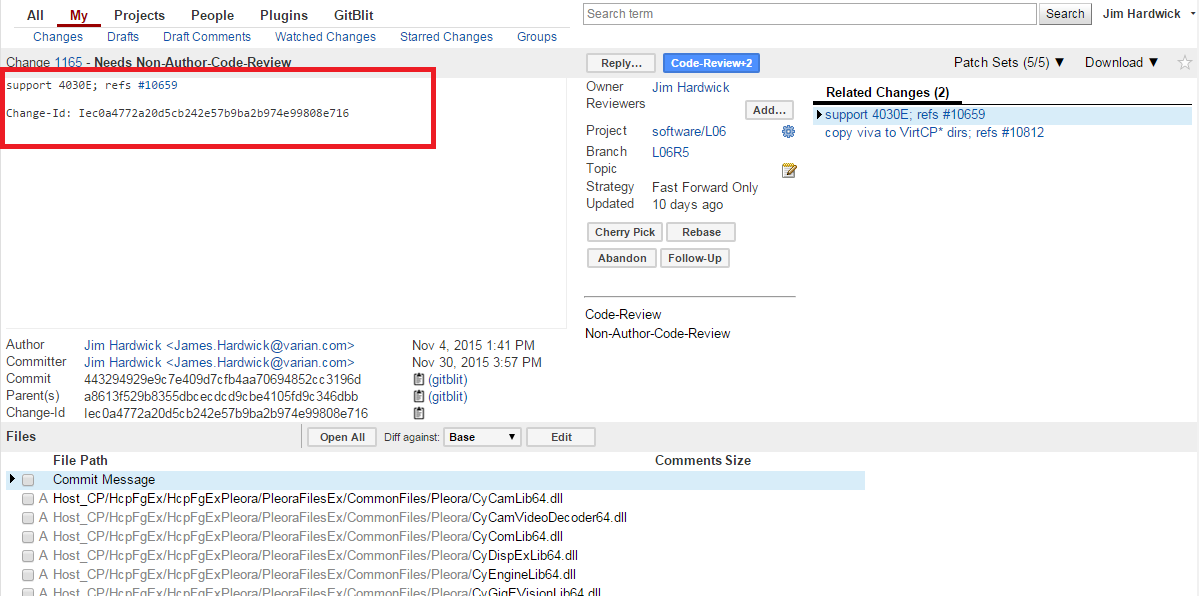 All My Projects People Plugins GitBlit
Search term Search Jim Hardwick
Changes Drafts Draft Comments Watched Changes Starred Changes Groups
Change 1165 - Needs Non-Author-Code-Review
Reply... Code-Review+2 Patch Sets (5/5) ▼ Download ▼
support 4030E; refs #10659
Change-Id: Iec0a4772a20d5cb242e57b9ba2b974e99808e716
Owner Jim Hardwick
Reviewers
Add...
Project software/L06
Branch L06R5
Topic
Strategy Fast Forward Only
Updated 10 days ago
Cherry Pick Rebase
Abandon Follow-Up
Code-Review
Non-Author-Code-Review
Related Changes (2)
support 4030E; refs #10659
copy viva to VirtCP* dirs; refs #10812
Author Jim Hardwick <James.Hardwick@varian.com> Nov 4, 2015 1:41 PM
Committer Jim Hardwick <James.Hardwick@varian.com> Nov 30, 2015 3:57 PM
Commit 443294929e9c7e409d7cfb4aa70694852cc3196d (gitblit)
Parent(s) a8613f529b8355dbcecdcd9cbe4105fd9c346dbb (gitblit)
Change-Id Iec0a4772a20d5cb242e57b9ba2b974e99808e716
Files Open All Diff against: Base ▼ Edit
File Path Comments Size
Commit Message
A Host_CP/HcpFgEx/HcpFgExPleora/PleoraFilesEx/CommonFiles/Pleora/CyCamLib64.dll
A Host_CP/HcpFgEx/HcpFgExPleora/PleoraFilesEx/CommonFiles/Pleora/CyCamVideoDecoder64.dll
A Host_CP/HcpFgEx/HcpFgExPleora/PleoraFilesEx/CommonFiles/Pleora/CyComLib64.dll
A Host_CP/HcpFgEx/HcpFgExPleora/PleoraFilesEx/CommonFiles/Pleora/CyDispExLib64.dll
A Host_CP/HcpFgEx/HcpFgExPleora/PleoraFilesEx/CommonFiles/Pleora/CyEngineLib64.dll
A Host_CP/HcpFgEx/HcpFgExPleora/PleoraFilesEx/CommonFiles/Pleora/CyGigEVisionLib64.dll